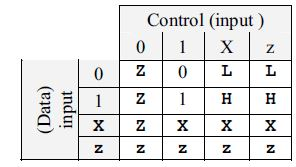 Control (input )
0 1 X z
(Data) input
0 Z 0 L L
1 Z 1 H H
X Z X X X
z z z z z